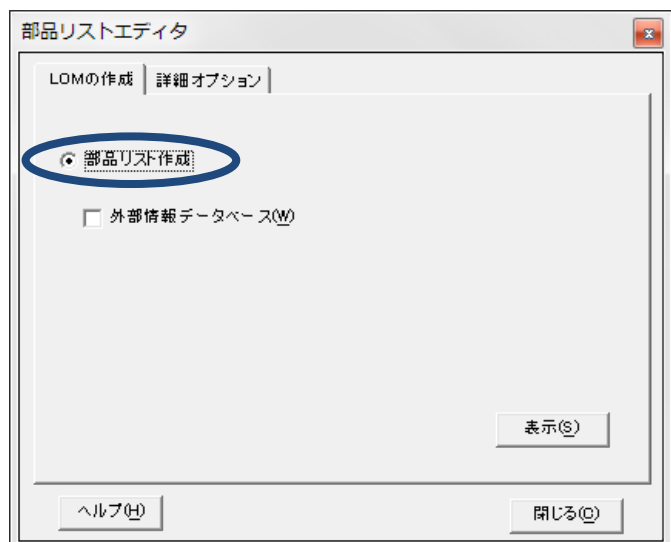 部品リストエディタ
LOMの作成 詳細オプション
部品リスト作成
外部情報データベース(W)
表示(S)
ヘルプ(H) 閉じる(C)